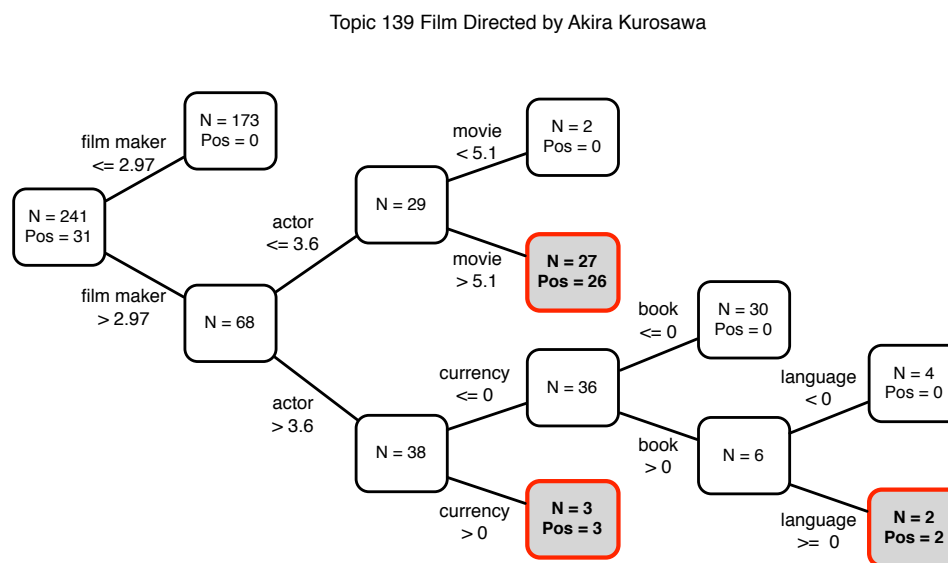 Topic 139 Film Directed by Akira Kurosawa
N = 241
Pos = 31
film maker
<= 2.97
N = 173
Pos = 0
film maker
> 2.97
N = 68
actor
<= 3.6
N = 29
movie
< 5.1
N = 2
Pos = 0
movie
> 5.1
N = 27
Pos = 26
actor
> 3.6
N = 38
currency
<= 0
N = 36
book
<= 0
N = 30
Pos = 0
book
> 0
N = 6
language
< 0
N = 4
Pos = 0
language
>= 0
N = 2
Pos = 2
currency
> 0
N = 3
Pos = 3